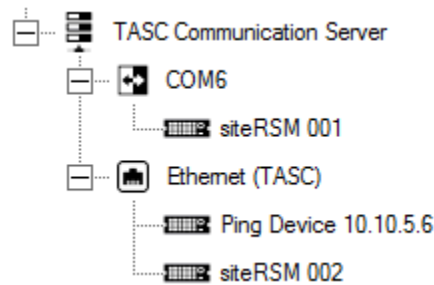 TASC Communication Server
COM6
siteRSM 001
Ethernet (TASC)
Ping Device 10.10.5.6
siteRSM 002